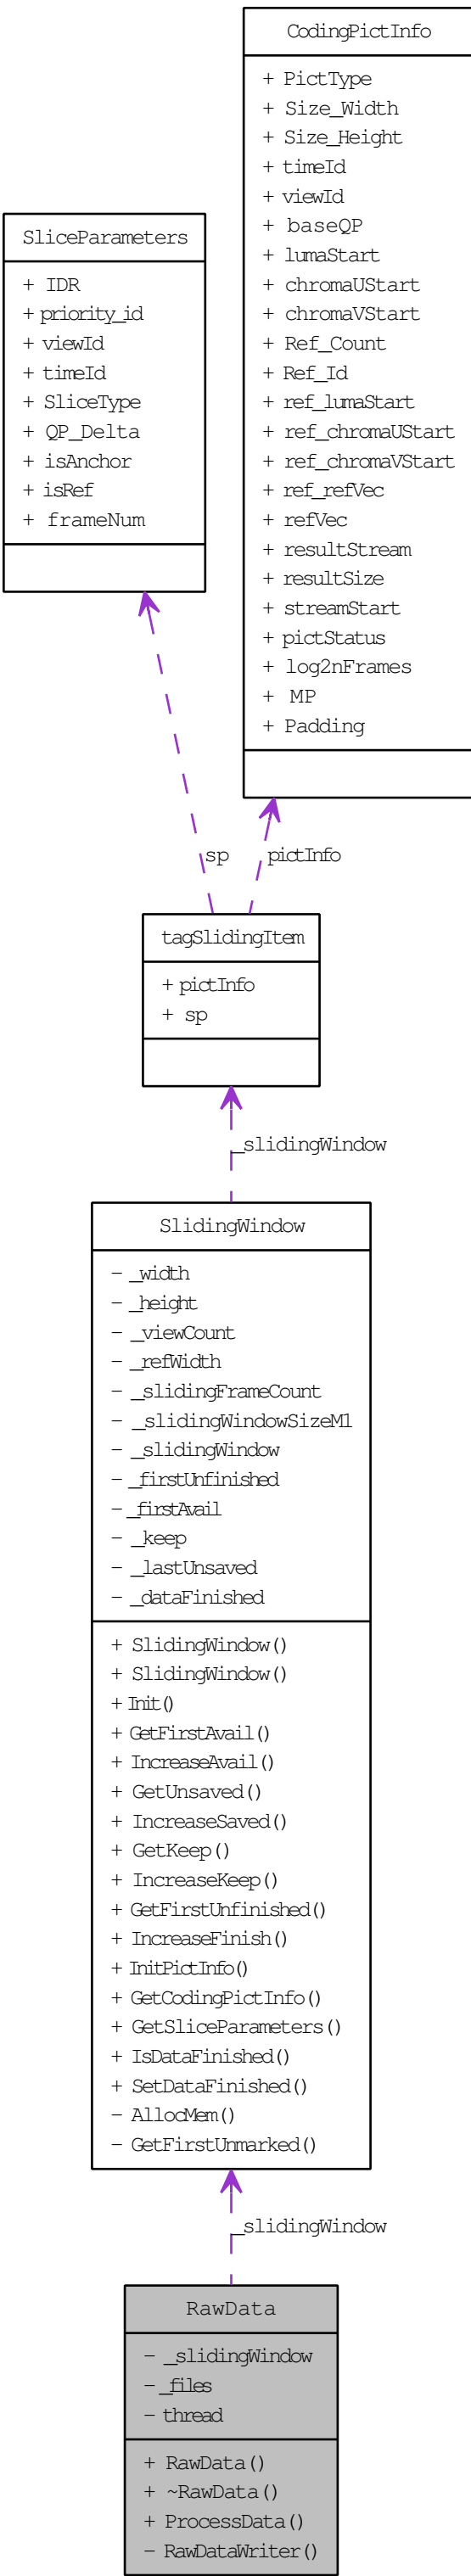 CodingPictInfo
+ PictType
+ Size_Width
+ Size_Height
+ timeId
+ viewId
+ baseQP
+ lumaStart
+ chromaUStart
+ chromaVStart
+ Ref_Count
+ Ref_Id
+ ref_lumaStart
+ ref_chromaUStart
+ ref_chromaVStart
+ ref_refVec
+ refVec
+ resultStream
+ resultSize
+ streamStart
+ pictStatus
+ log2nFrames
+ MP
+ Padding
SliceParameters
+ IDR
+ priority_id
+ viewId
+ timeId
+ SliceType
+ QP_Delta
+ isAnchor
+ isRef
+ frameNum
sp
pictInfo
tagSlidingItem
+ pictInfo
+ sp
_slidingWindow
SlidingWindow
- _width
- _height
- _viewCount
- _refWidth
- _slidingFrameCount
- _slidingWindowSizeM1
- _slidingWindow
- _firstUnfinished
- _firstAvail
- _keep
- _lastUnsaved
- _dataFinished
+ SlidingWindow()
+ SlidingWindow()
+ Init()
+ GetFirstAvail()
+ IncreaseAvail()
+ GetUnsaved()
+ IncreaseSaved()
+ GetKeep()
+ IncreaseKeep()
+ GetFirstUnfinished()
+ IncreaseFinish()
+ InitPictInfo()
+ GetCodingPictInfo()
+ GetSliceParameters()
+ IsDataFinished()
+ SetDataFinished()
- AllocMem()
- GetFirstUnmarked()
_slidingWindow
RawData
- _slidingWindow
- _files
- thread
+ RawData()
+ ~RawData()
+ ProcessData()
- RawDataWriter()